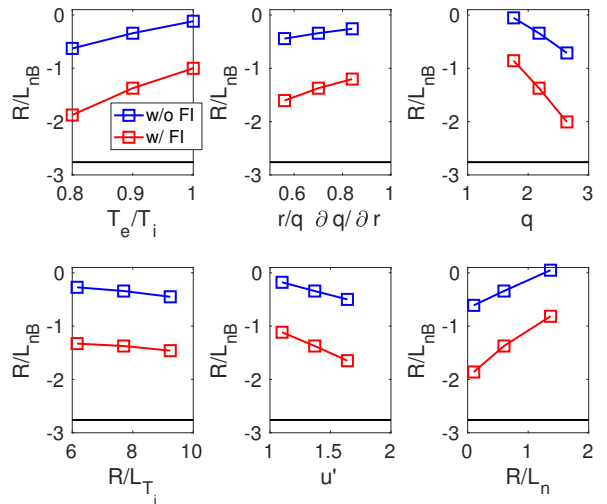 0
-1
-2
-3
R/L_nB
0.8 0.9 1
T_e/T_i
w/o FI
w/ FI
0
-1
-2
-3
R/L_nB
0.6 0.8 1
r/q ∂ q/∂ r
0
-1
-2
-3
R/L_nB
1 2 3
q
0
-1
-2
-3
R/L_nB
6 8 10
R/L_T_i
0
-1
-2
-3
R/L_nB
1 1.5 2
u'
0
-1
-2
-3
R/L_nB
0 1 2
R/L_n